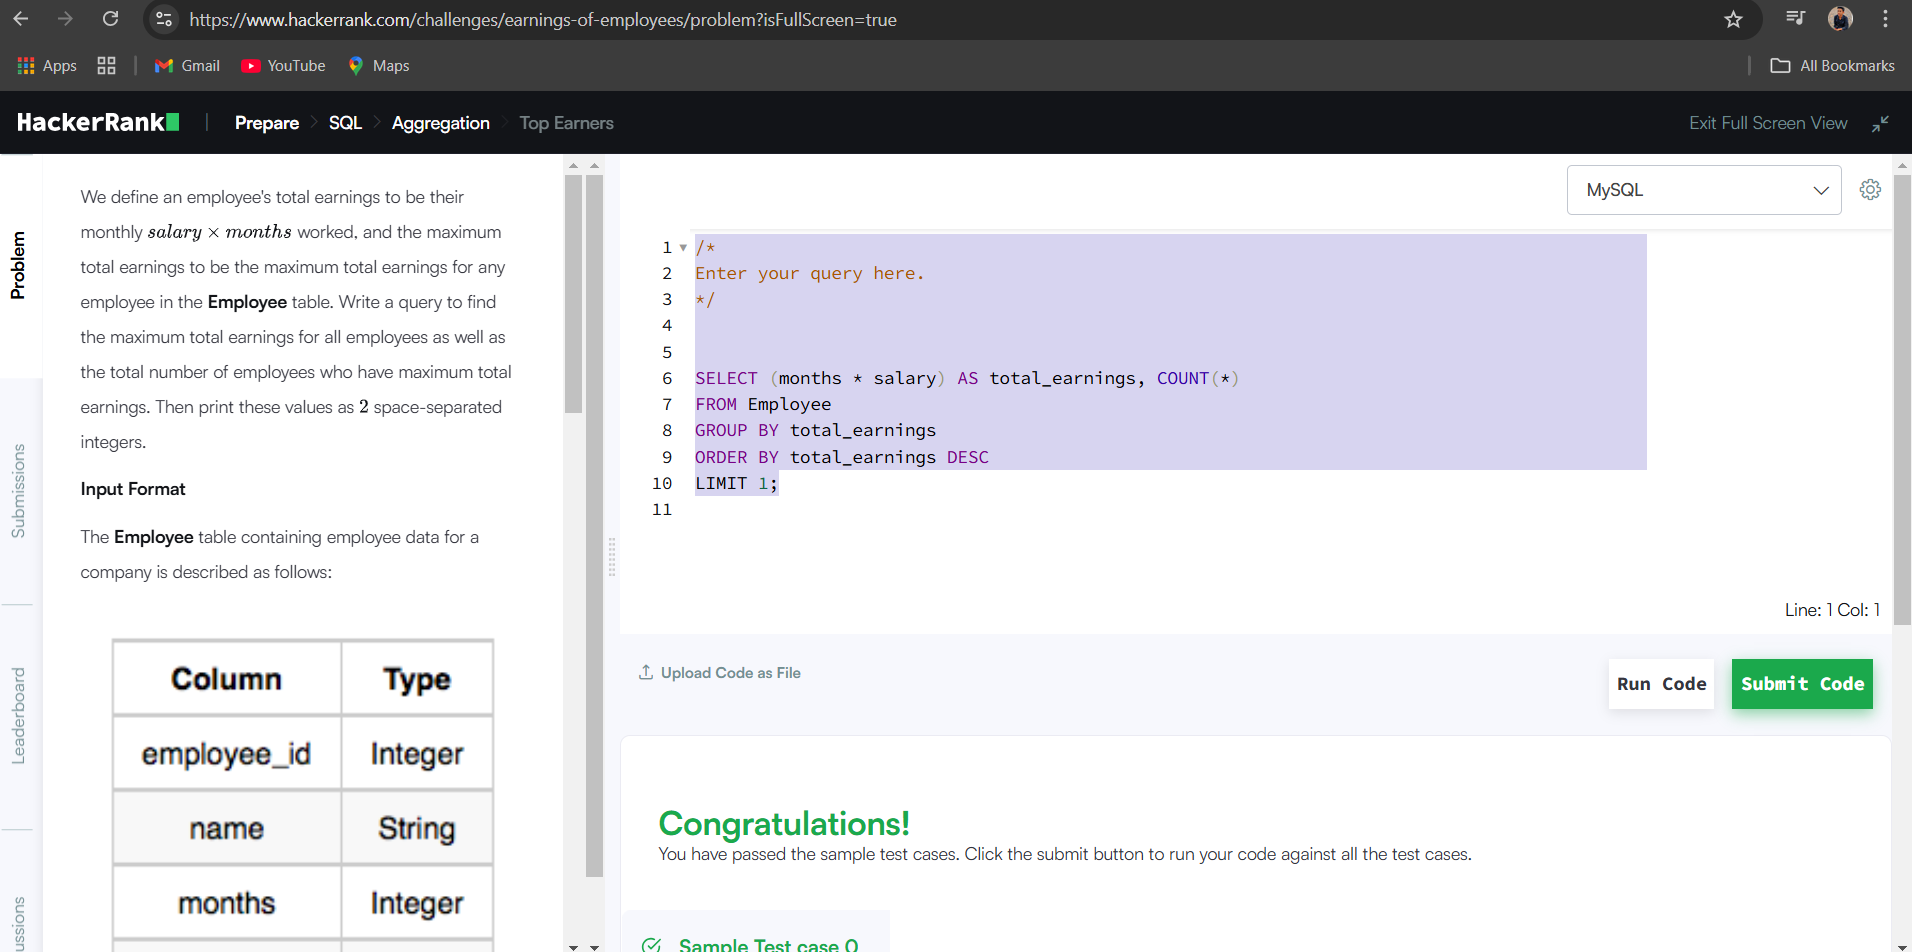 https://www.hackerrank.com/challenges/earnings-of-employees/problem?isFullScreen=true
Apps
Gmail
YouTube
Maps
All Bookmarks
HackerRank
Prepare > SQL > Aggregation > Top Earners
Exit Full Screen View
Problem
Submissions
Leaderboard
ussions
We define an employee's total earnings to be their
monthly salary × months worked, and the maximum
total earnings to be the maximum total earnings for any
employee in the Employee table. Write a query to find
the maximum total earnings for all employees as well as
the total number of employees who have maximum total
earnings. Then print these values as 2 space-separated
integers.
Input Format
The Employee table containing employee data for a
company is described as follows:
Column Type
employee_id Integer
name String
months Integer
MySQL
1 /*
2 Enter your query here.
3 */
4
5
6 SELECT (months * salary) AS total_earnings, COUNT(*)
7 FROM Employee
8 GROUP BY total_earnings
9 ORDER BY total_earnings DESC
10 LIMIT 1;
11
Line: 1 Col: 1
Upload Code as File
Run Code
Submit Code
Congratulations!
You have passed the sample test cases. Click the submit button to run your code against all the test cases.
Sample Test case 0